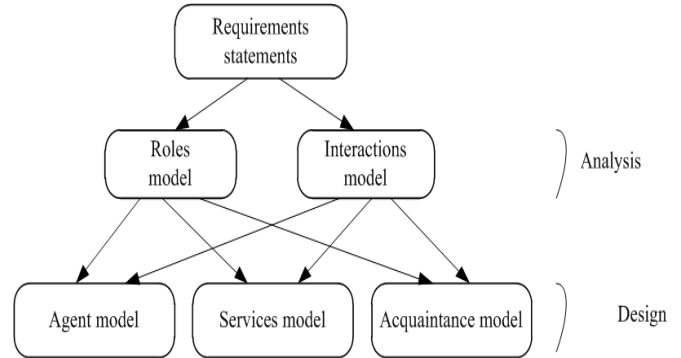 Requirements
statements
Roles
model
Interactions
model
Analysis
Agent model
Services model
Acquaintance model
Design